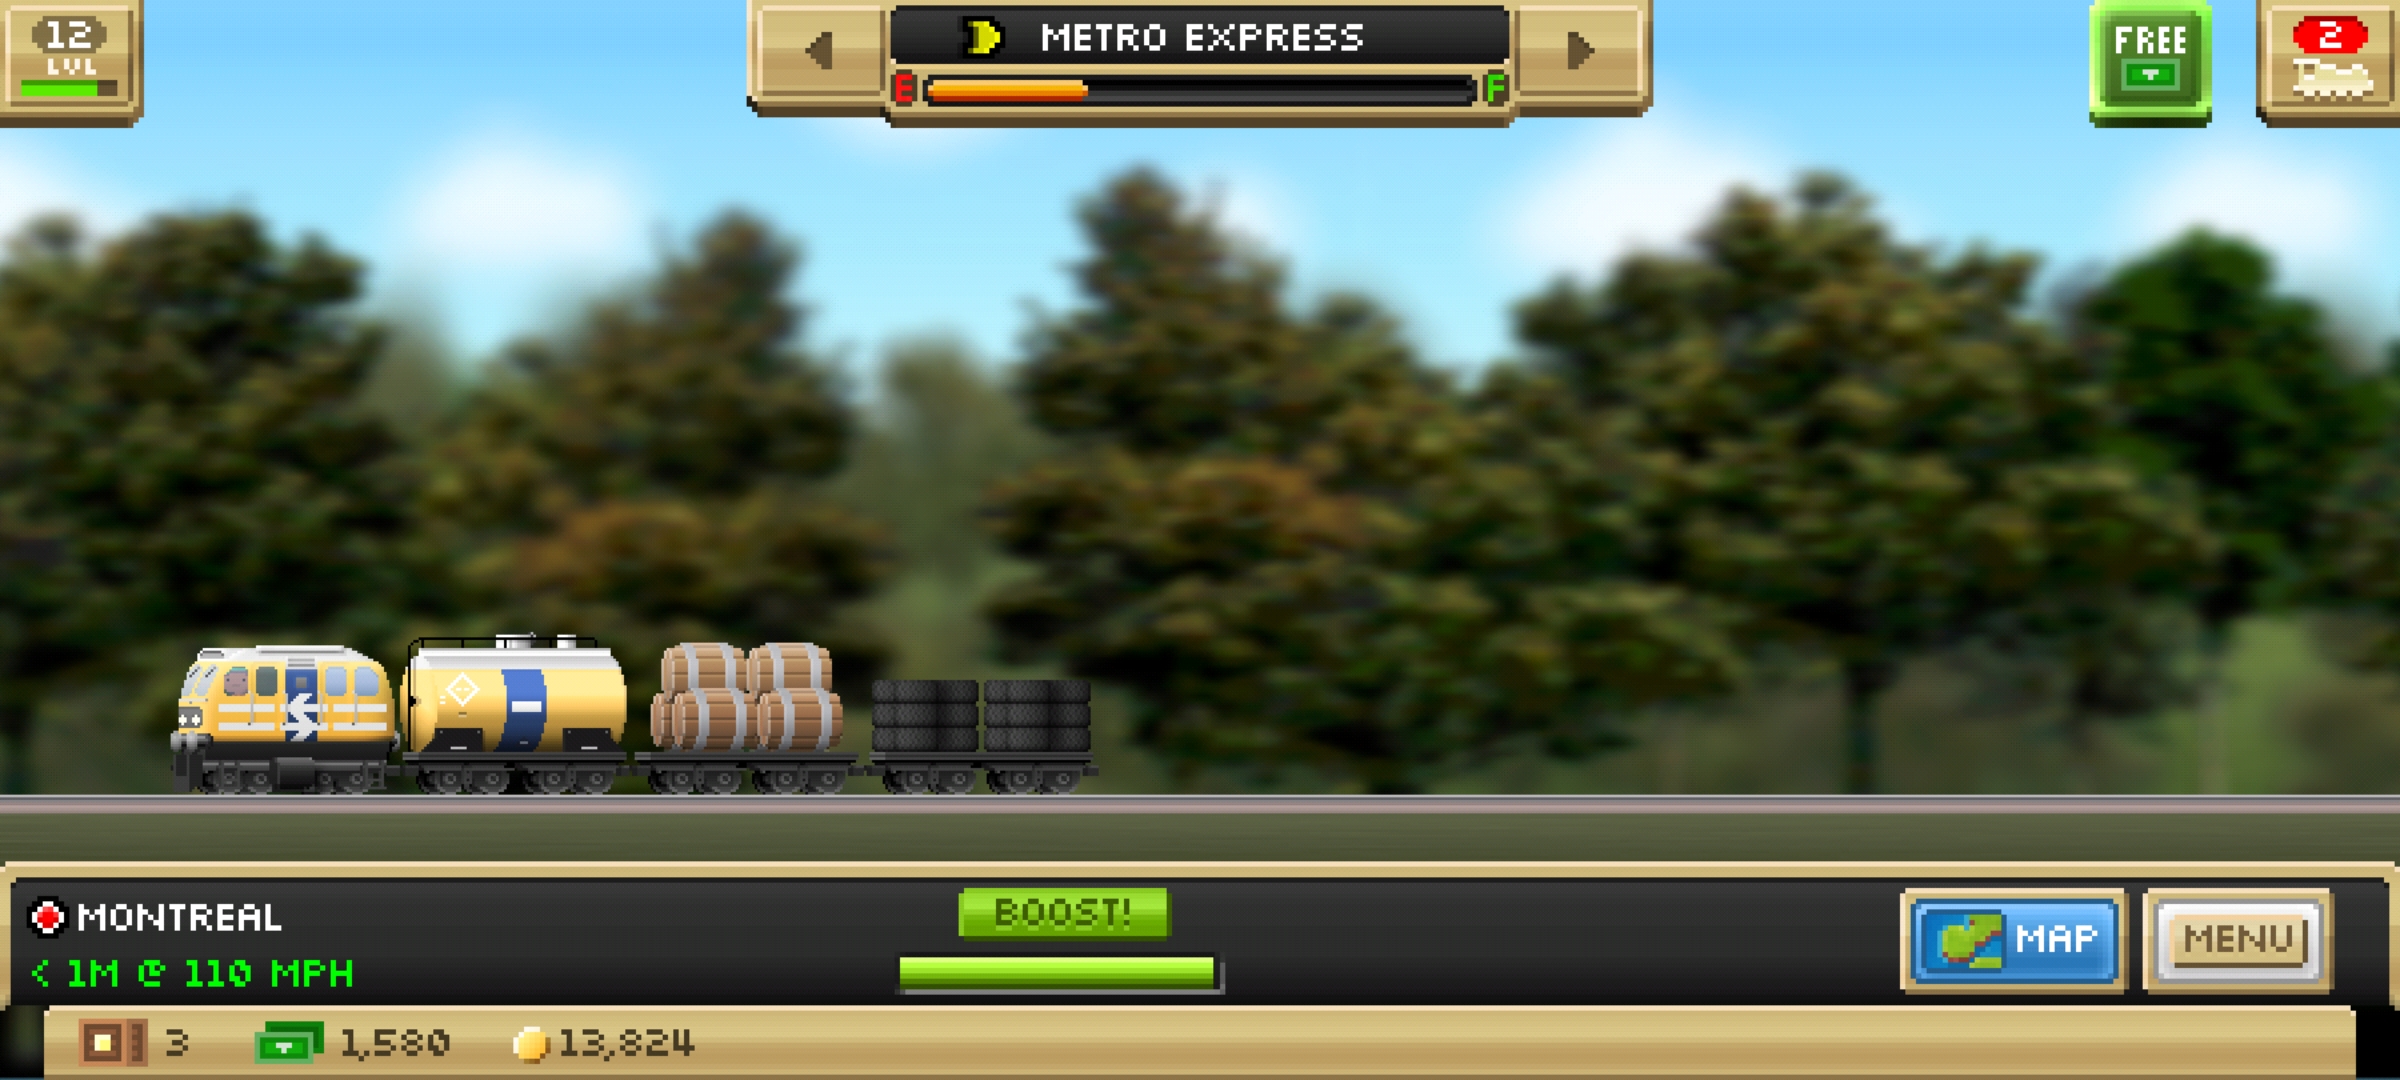 12
LVL
METRO EXPRESS
E F
FREE
2
MONTREAL
< 1M @ 110 MPH
BOOST!
MAP
MENU
3 1,580 13,824